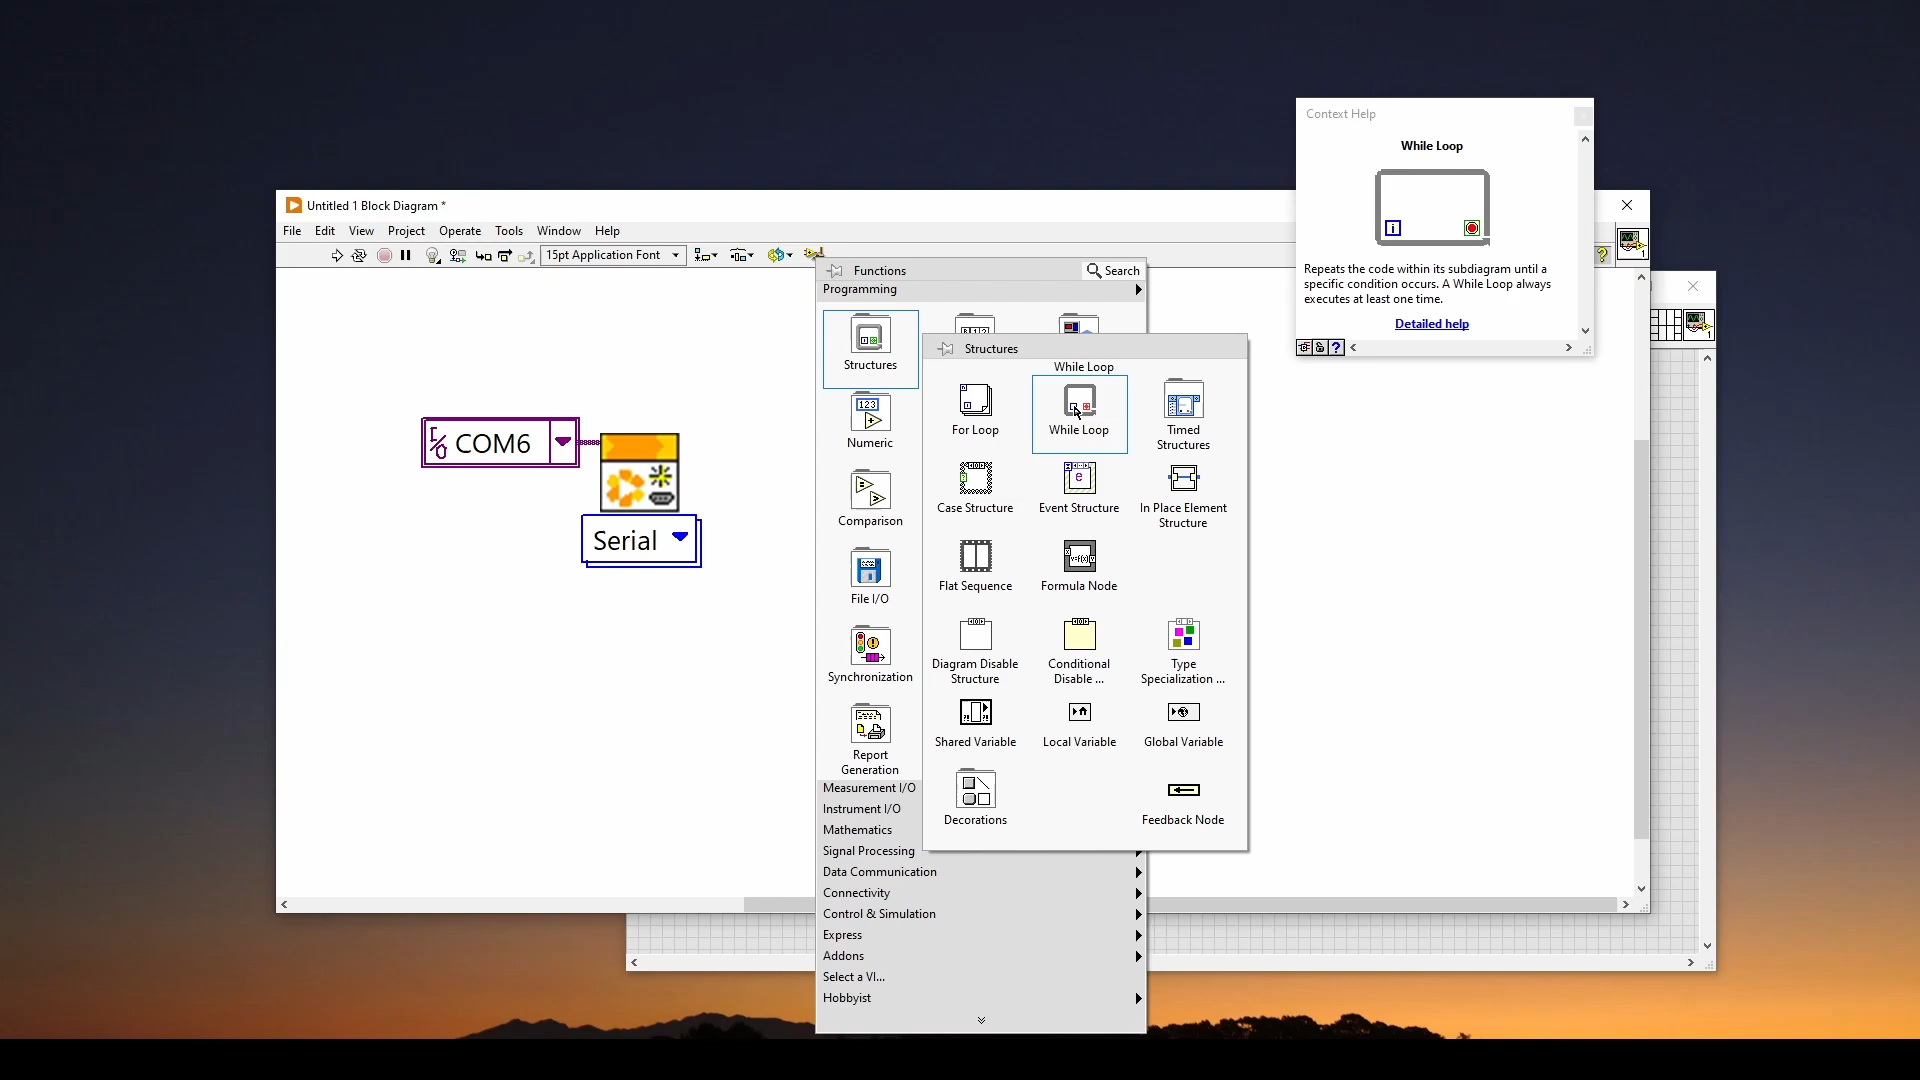 Context Help
While Loop
Repeats the code within its subdiagram until a
specific condition occurs. A While Loop always
executes at least one time.
Detailed help
Untitled 1 Block Diagram *
File Edit View Project Operate Tools Window Help
15pt Application Font
COM6
Serial
Functions
Search
Programming
Structures
Numeric
Comparison
File I/O
Synchronization
Report
Generation
Measurement I/O
Instrument I/O
Mathematics
Signal Processing
Data Communication
Connectivity
Control & Simulation
Express
Addons
Select a VI...
Hobbyist
Structures
While Loop
For Loop
While Loop
Timed
Structures
Case Structure
Event Structure
In Place Element
Structure
Flat Sequence
Formula Node
Diagram Disable
Structure
Conditional
Disable ...
Type
Specialization ...
Shared Variable
Local Variable
Global Variable
Decorations
Feedback Node